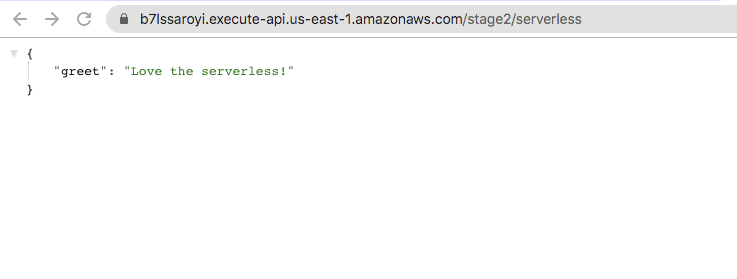 b7lssaroyi.execute-api.us-east-1.amazonaws.com/stage2/serverless
{
"greet": "Love the serverless!"
}